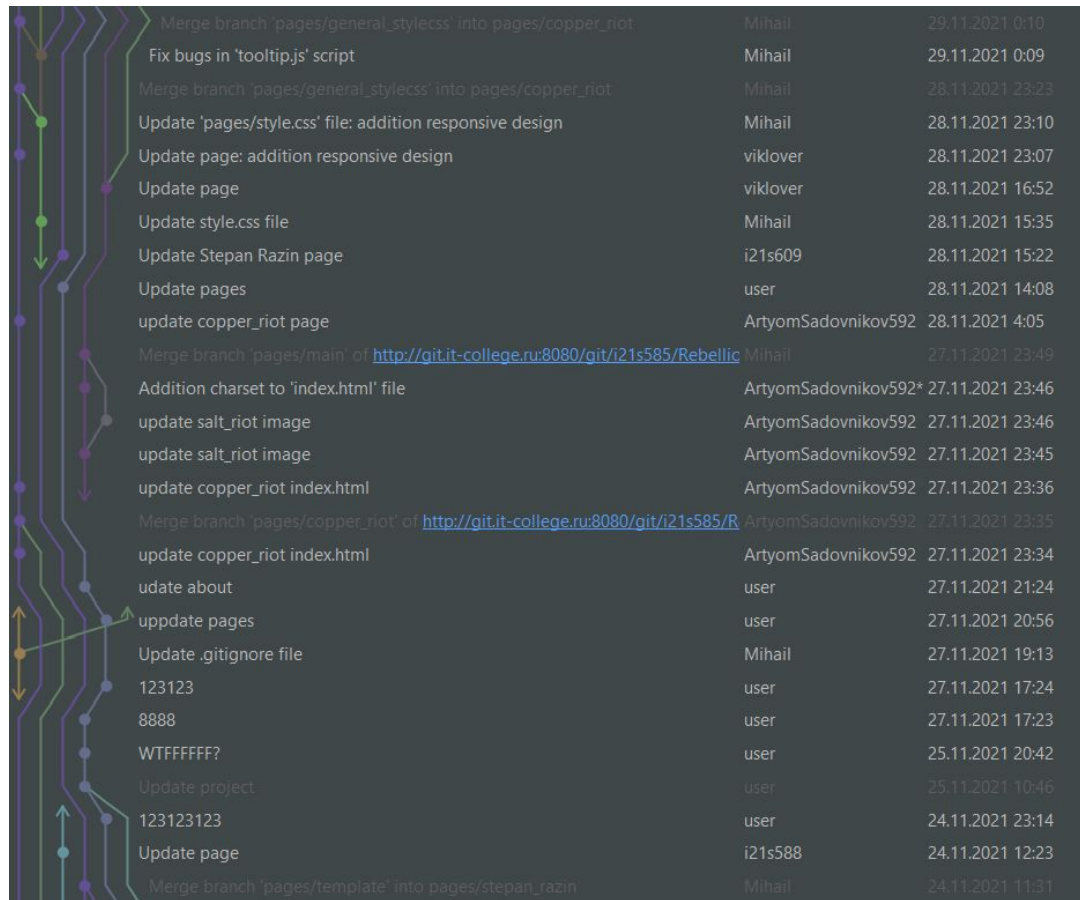 Merge branch 'pages/general_stylecss' into pages/copper_riot Mihail 29.11.2021 0:10
Fix bugs in 'tooltip.js' script Mihail 29.11.2021 0:09
Merge branch 'pages/general_stylecss' into pages/copper_riot Mihail 28.11.2021 23:23
Update 'pages/style.css' file: addition responsive design Mihail 28.11.2021 23:10
Update page: addition responsive design viklover 28.11.2021 23:07
Update page viklover 28.11.2021 16:52
Update style.css file Mihail 28.11.2021 15:35
Update Stepan Razin page i21s609 28.11.2021 15:22
Update pages user 28.11.2021 14:08
update copper_riot page ArtyomSadovnikov592 28.11.2021 4:05
Merge branch 'pages/main' of http://git.it-college.ru:8080/git/i21s585/Rebellic Mihail 27.11.2021 23:49
Addition charset to 'index.html' file ArtyomSadovnikov592* 27.11.2021 23:46
update salt_riot image ArtyomSadovnikov592 27.11.2021 23:46
update salt_riot image ArtyomSadovnikov592 27.11.2021 23:45
update copper_riot index.html ArtyomSadovnikov592 27.11.2021 23:36
Merge branch 'pages/copper_riot' of http://git.it-college.ru:8080/git/i21s585/R ArtyomSadovnikov592 27.11.2021 23:35
update copper_riot index.html ArtyomSadovnikov592 27.11.2021 23:34
udate about user 27.11.2021 21:24
uppdate pages user 27.11.2021 20:56
Update .gitignore file Mihail 27.11.2021 19:13
123123 user 27.11.2021 17:24
8888 user 27.11.2021 17:23
WTFFFFFF? user 25.11.2021 20:42
Update project user 25.11.2021 10:46
123123123 user 24.11.2021 23:14
Update page i21s588 24.11.2021 12:23
Merge branch 'pages/template' into pages/stepan_razin Mihail 24.11.2021 11:31